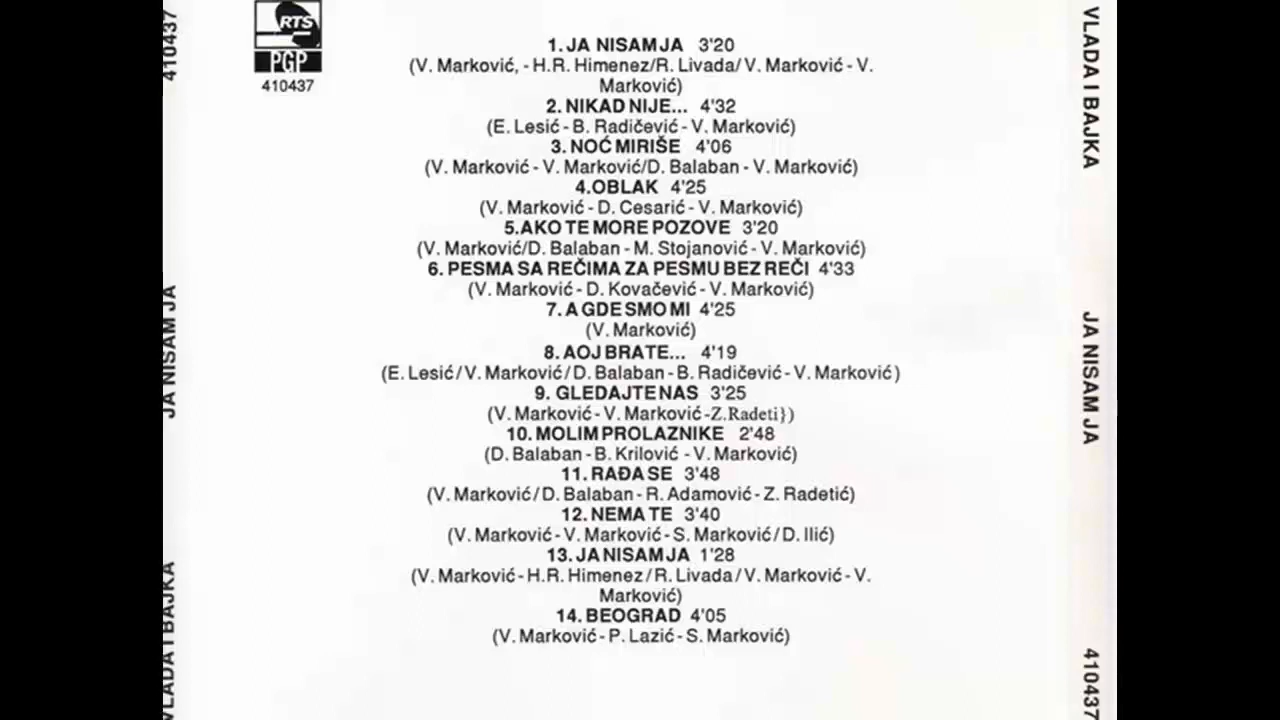 RTS
PGP
410437
1. JA NISAM JA 3'20
(V. Marković, - H.R. Himenez/R. Livada/ V. Marković - V.
Marković)
2. NIKAD NIJE... 4'32
(E. Lesić - B. Radičević - V. Marković)
3. NOĆ MIRIŠE 4'06
(V. Marković - V. Marković/D. Balaban - V. Marković)
4.OBLAK 4'25
(V. Marković - D. Cesarić - V. Marković)
5.AKO TE MORE POZOVE 3'20
(V. Marković/D. Balaban - M. Stojanović - V. Marković)
6. PESMA SA REČIMA ZA PESMU BEZ REČI 4'33
(V. Marković - D. Kovačević - V. Marković)
7. A GDE SMO MI 4'25
(V. Marković)
8. AOJ BRATE... 4'19
(E. Lesić/V. Marković/D. Balaban - B. Radičević - V. Marković)
9. GLEDAJTE NAS 3'25
(V. Marković - V. Marković -Z.Radeti})
10. MOLIM PROLAZNIKE 2'48
(D. Balaban - B. Krilović - V. Marković)
11. RAĐA SE 3'48
(V. Marković/D. Balaban - R. Adamović - Z. Radetić)
12. NEMA TE 3'40
(V. Marković - V. Marković - S. Marković/D. Ilić)
13. JA NISAM JA 1'28
(V. Marković - H.R. Himenez/R. Livada/V. Marković - V.
Marković)
14. BEOGRAD 4'05
(V. Marković - P. Lazić - S. Marković)
VLADA I BAJKA JA NISAM JA 410437
VLADA I BAJKA JA NISAM JA 410437